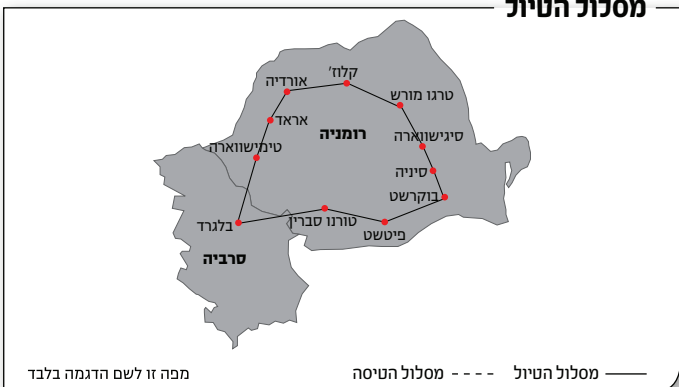 מסלול הטיול
קלוז'
אורדיה
טרגו מורש
אראד
רומניה
סיגישווארה
טימישווארה
סיניה
בוקרשט
טורנו סברין
בלגרד
פיטשט
סרביה
מסלול הטיול
מסלול הטיסה
מפה זו לשם הדגמה בלבד